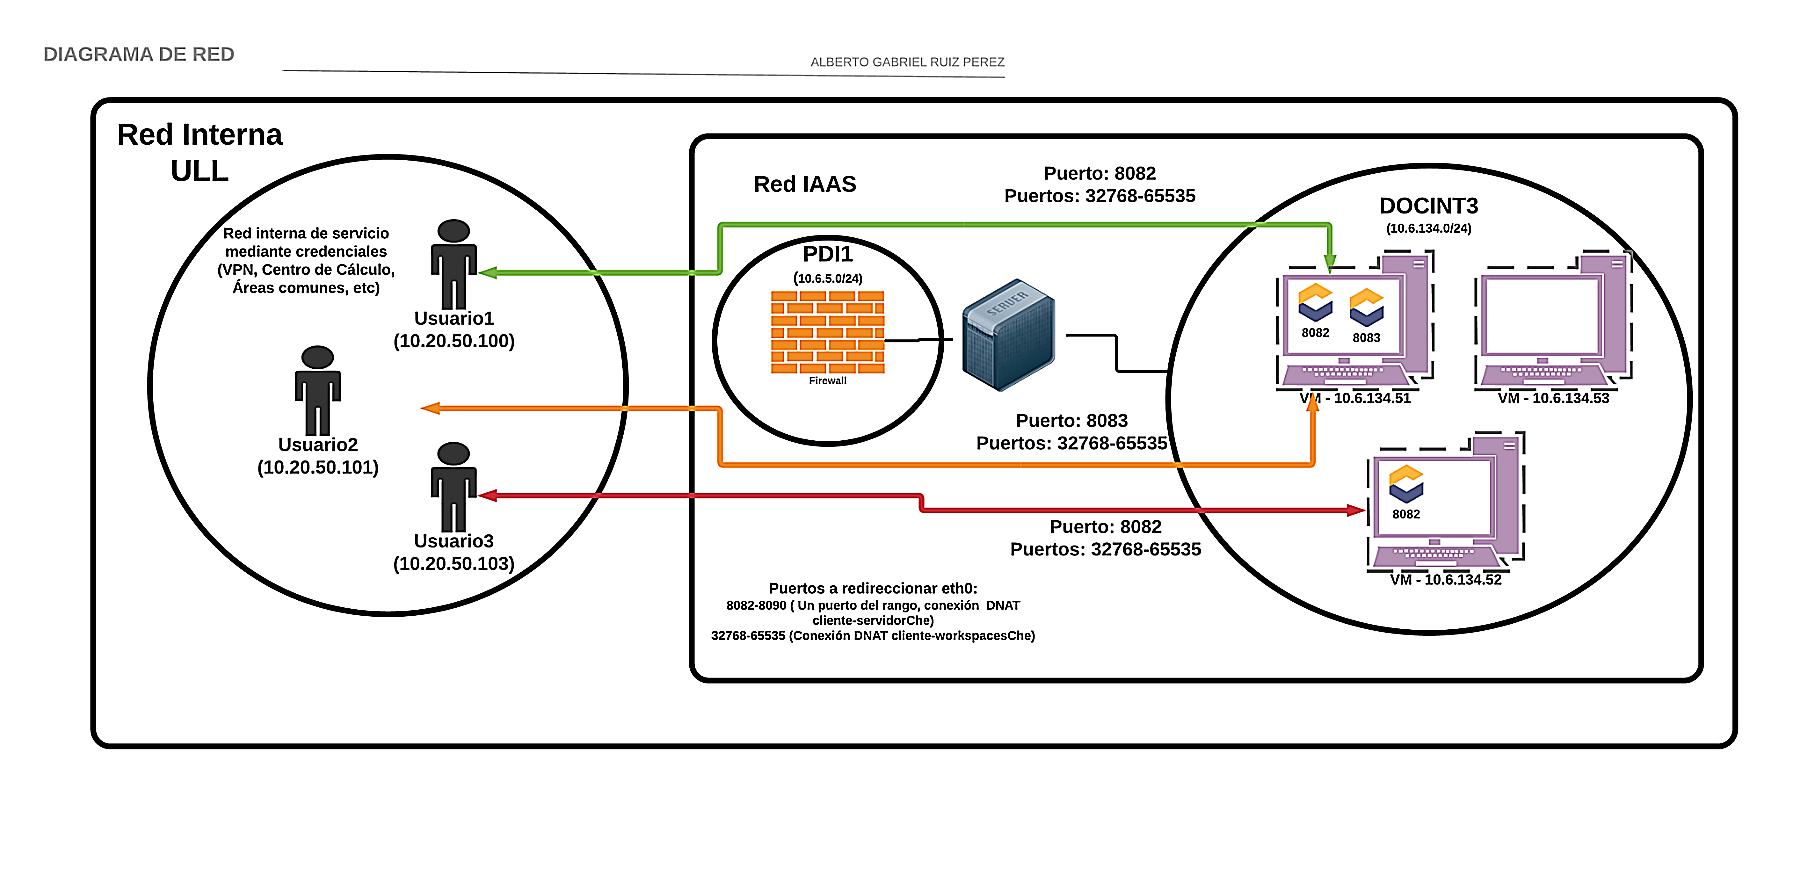 DIAGRAMA DE RED
ALBERTO GABRIEL RUIZ PEREZ
Red Interna
ULL
Red interna de servicio
mediante credenciales
(VPN, Centro de Cálculo,
Áreas comunes, etc)
Usuario1
(10.20.50.100)
Usuario2
(10.20.50.101)
Usuario3
(10.20.50.103)
Red IAAS
PDI1
(10.6.5.0/24)
Firewall
SERVER
Puerto: 8082
Puertos: 32768-65535
Puerto: 8083
Puertos: 32768-65535
Puerto: 8082
Puertos: 32768-65535
Puertos a redireccionar eth0:
8082-8090 ( Un puerto del rango, conexión DNAT
cliente-servidorChe)
32768-65535 (Conexión DNAT cliente-workspacesChe)
DOCINT3
(10.6.134.0/24)
8082
8083
VM - 10.6.134.51
VM - 10.6.134.53
8082
VM - 10.6.134.52